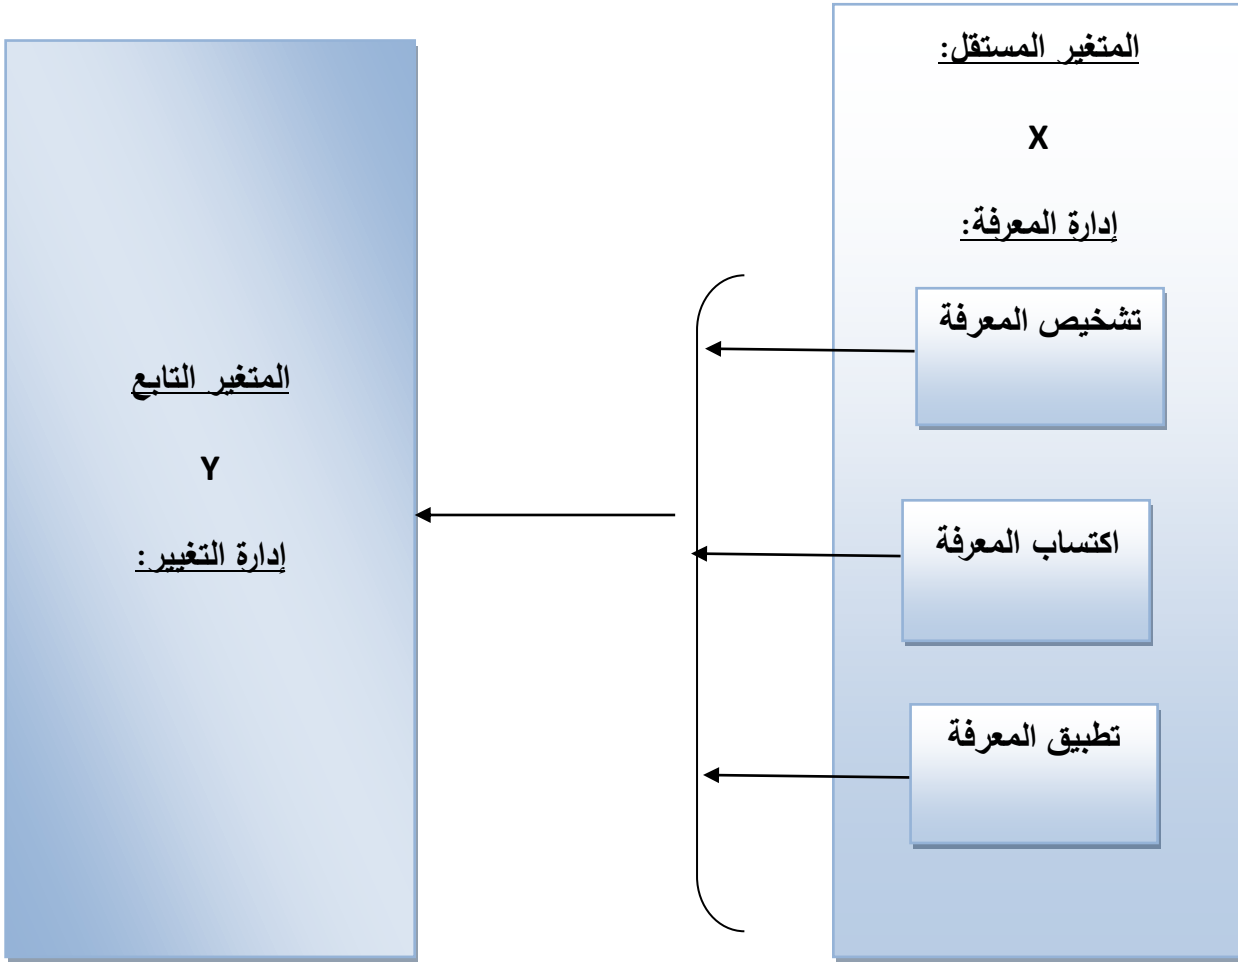 المتغير المستقل:
X
إدارة المعرفة:
تشخيص المعرفة
اكتساب المعرفة
تطبيق المعرفة
المتغير التابع
Y
إدارة التغيير: